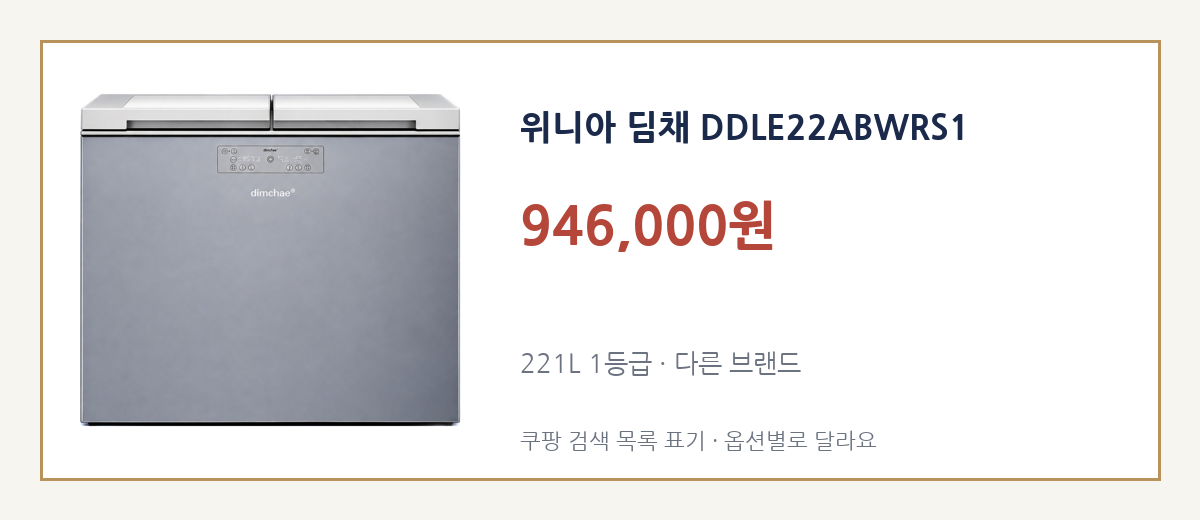 dimchae
위니아 딤채 DDLE22ABWRS1
946,000원
221L 1등급 · 다른 브랜드
쿠팡 검색 목록 표기 · 옵션별로 달라요